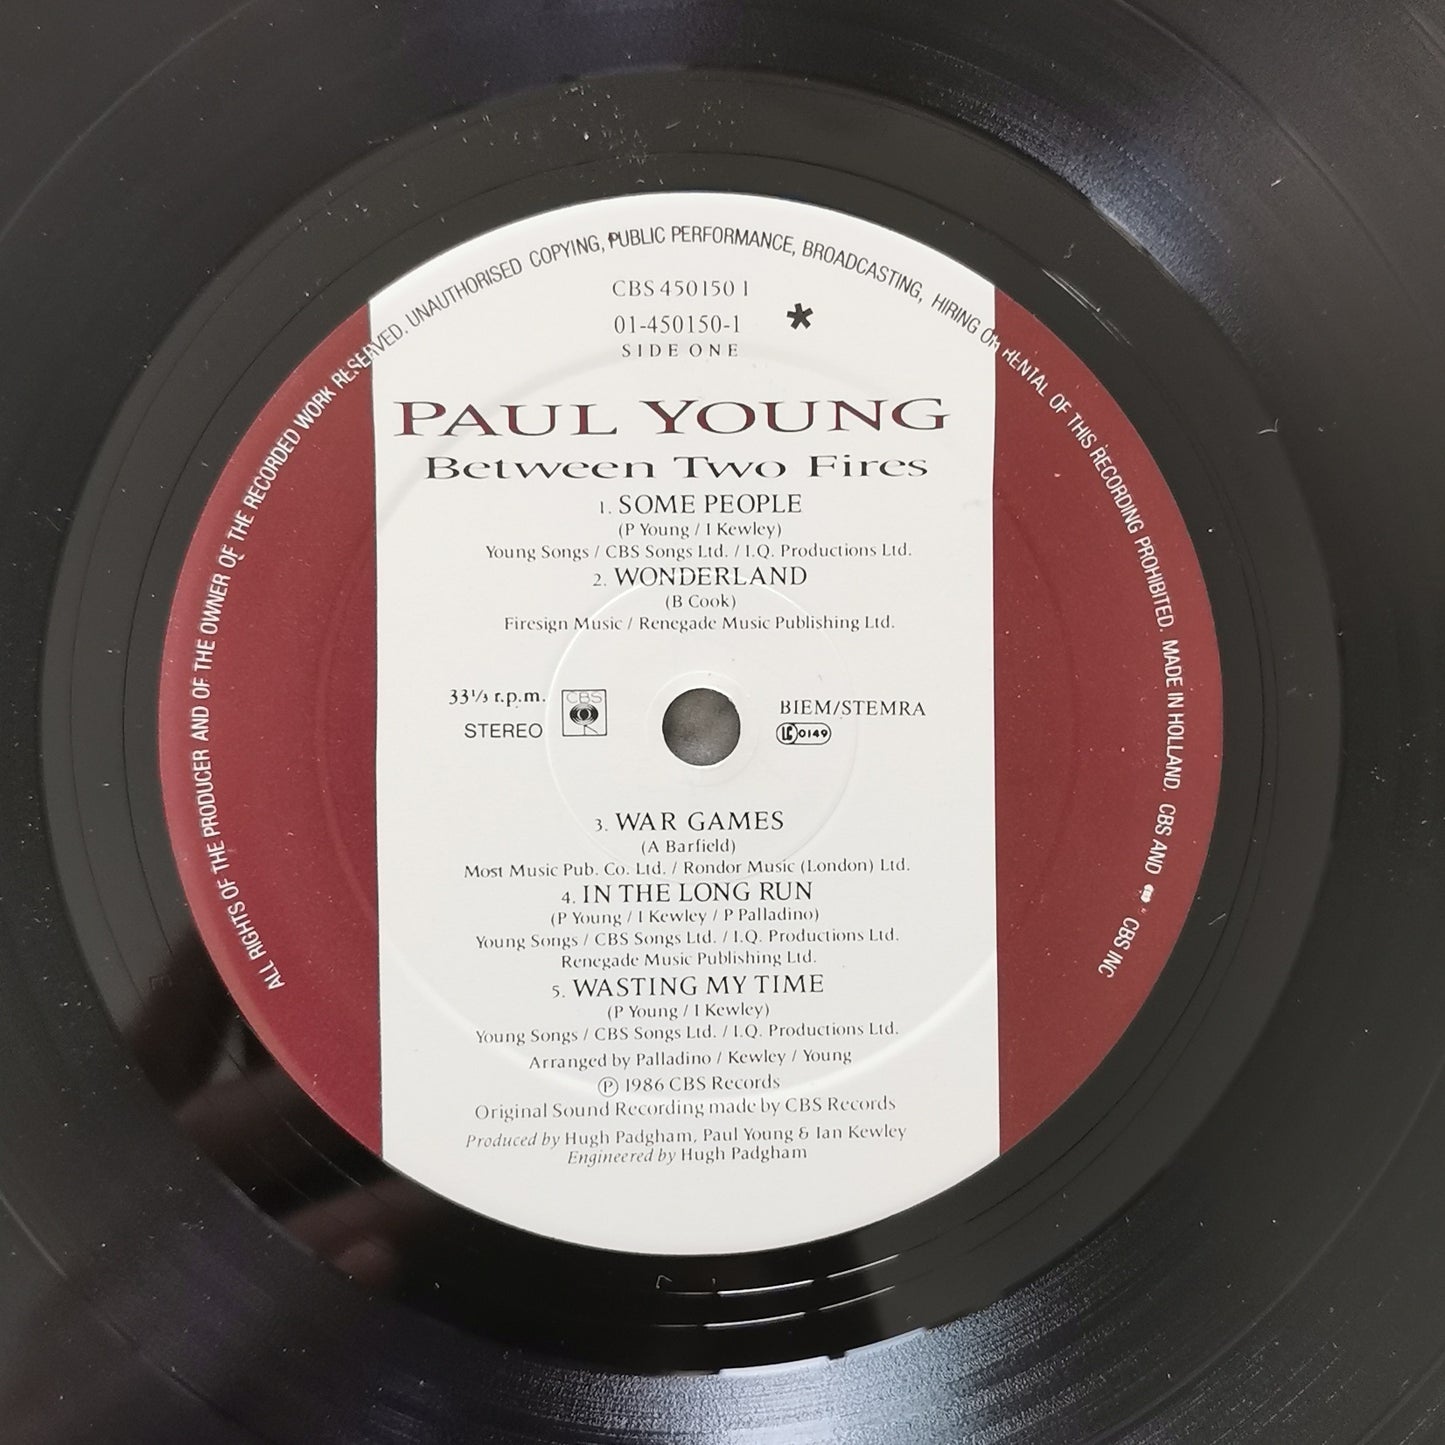 ALL RIGHTS OF THE PRODUCER AND OF THE OWNER OF THE RECORDED WORK RESERVED. UNAUTHORISED COPYING, PUBLIC PERFORMANCE, BROADCASTING, HIRING OR RENTAL OF THIS RECORDING PROHIBITED. MADE IN HOLLAND. CBS AND CBS INC
CBS 450150 1
01-450150-1 *
SIDE ONE
PAUL YOUNG
Between Two Fires
1. SOME PEOPLE
(P Young / I Kewley)
Young Songs / CBS Songs Ltd. / I.Q. Productions Ltd.
2. WONDERLAND
(B Cook)
Firesign Music / Renegade Music Publishing Ltd.
33⅓ r.p.m.
STEREO
CBS
BIEM/STEMRA
LC 0149
3. WAR GAMES
(A Barfield)
Most Music Pub. Co. Ltd. / Rondor Music (London) Ltd.
4. IN THE LONG RUN
(P Young / I Kewley / P Palladino)
Young Songs / CBS Songs Ltd. / I.Q. Productions Ltd.
Renegade Music Publishing Ltd.
5. WASTING MY TIME
(P Young / I Kewley)
Young Songs / CBS Songs Ltd. / I.Q. Productions Ltd.
Arranged by Palladino / Kewley / Young
℗ 1986 CBS Records
Original Sound Recording made by CBS Records
Produced by Hugh Padgham, Paul Young & Ian Kewley
Engineered by Hugh Padgham